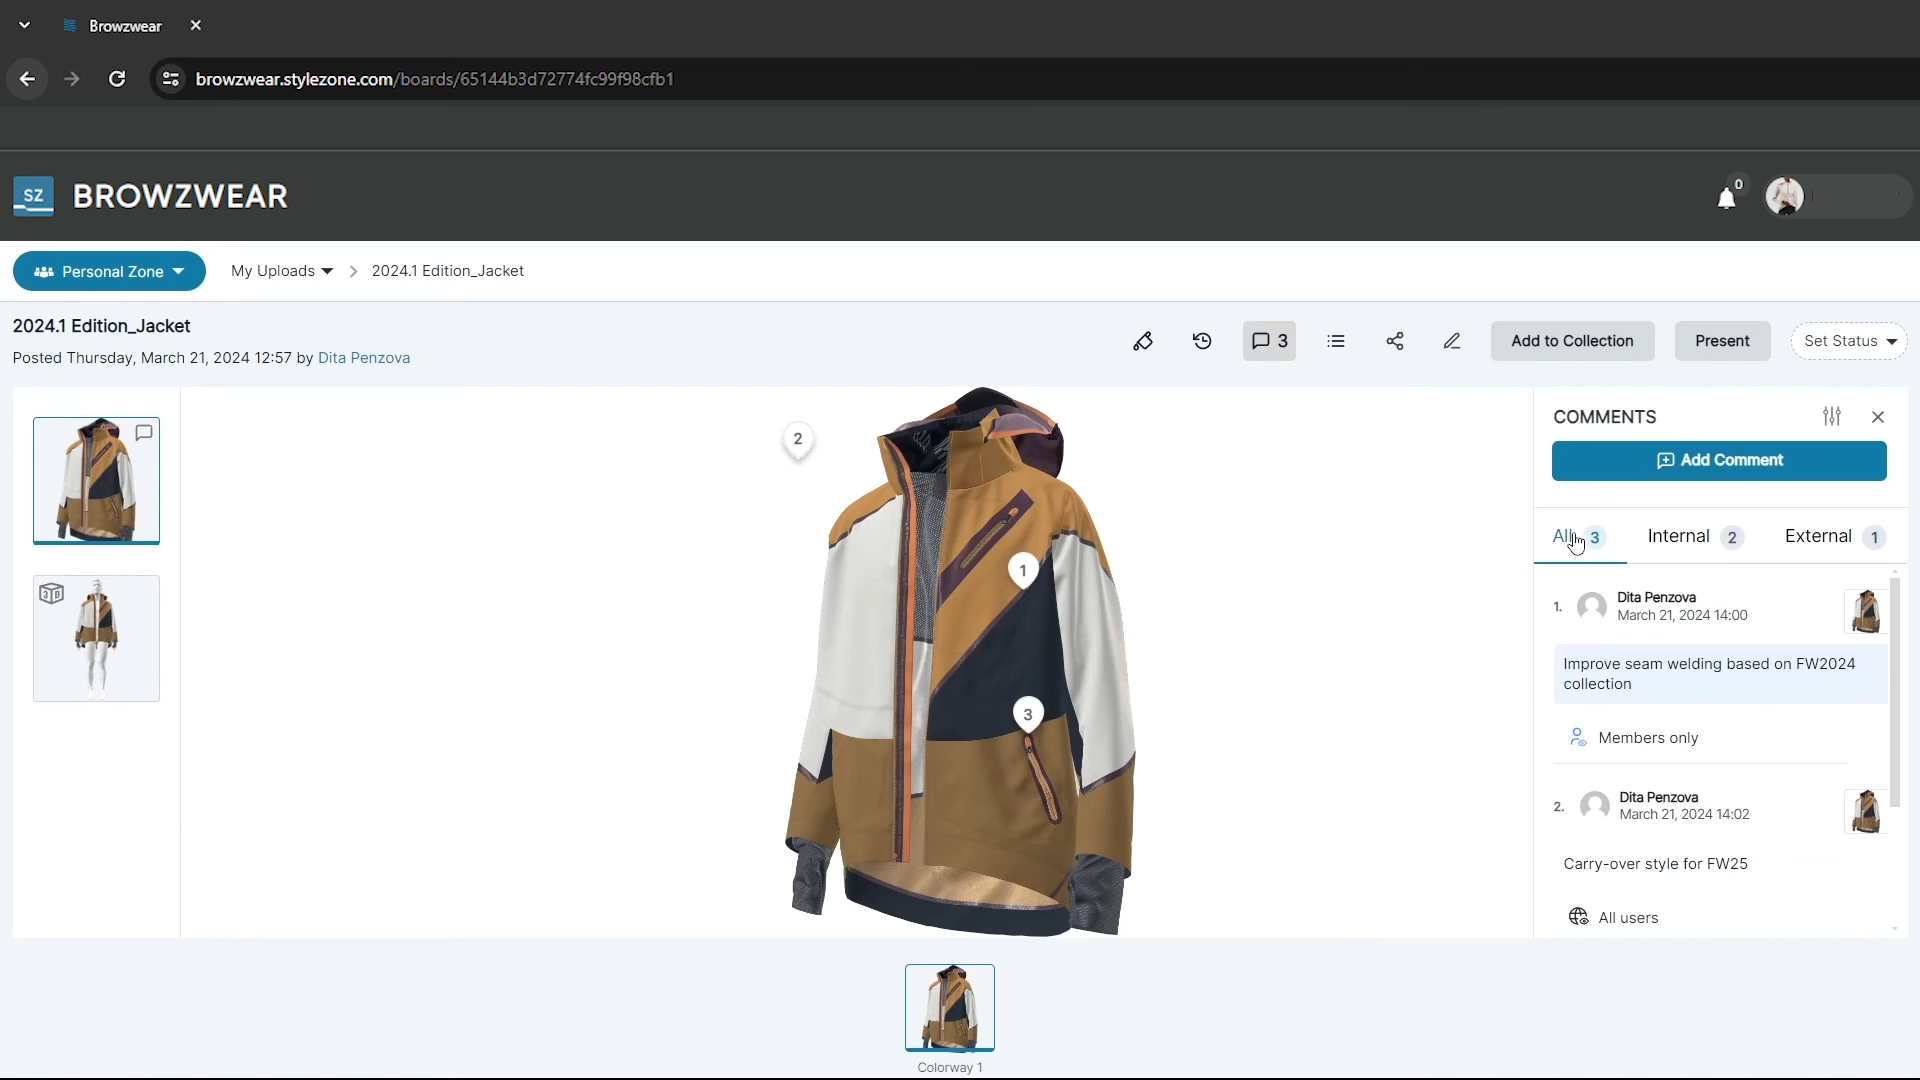 Browzwear
browzwear.stylezone.com/boards/65144b3d72774fc99f98cfb1
SZ BROWZWEAR
0
Personal Zone
My Uploads > 2024.1 Edition_Jacket
2024.1 Edition_Jacket
Posted Thursday, March 21, 2024 12:57 by Dita Penzova
3
Add to Collection
Present
Set Status
3D
2
1
3
COMMENTS
Add Comment
All 3
Internal 2
External 1
1. Dita Penzova
March 21, 2024 14:00
Improve seam welding based on FW2024
collection
Members only
2. Dita Penzova
March 21, 2024 14:02
Carry-over style for FW25
All users
Colorway 1